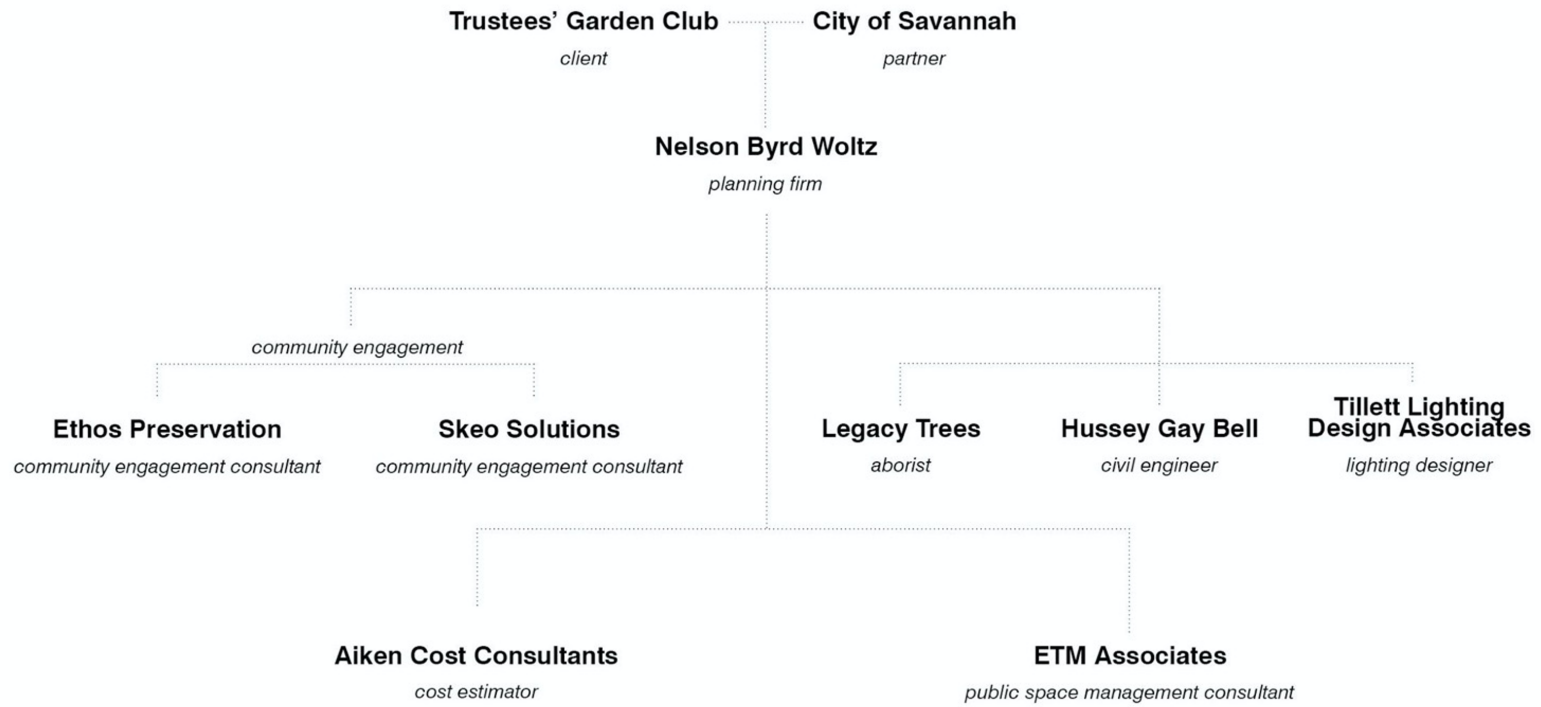 Trustees’ Garden Club City of Savannah
client partner
Nelson Byrd Woltz
planning firm
community engagement
Ethos Preservation Skeo Solutions Legacy Trees Hussey Gay Bell Tillett Lighting
Design Associates
community engagement consultant community engagement consultant aborist civil engineer lighting designer
Aiken Cost Consultants ETM Associates
cost estimator public space management consultant